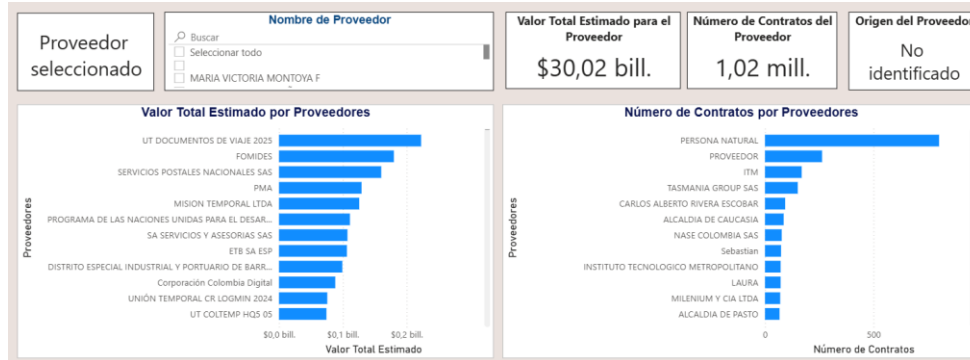 Proveedor
seleccionado
Nombre de Proveedor
Buscar
Seleccionar todo
MARIA VICTORIA MONTOYA F
Valor Total Estimado para el
Proveedor
$30,02 bill.
Número de Contratos del
Proveedor
1,02 mill.
Origen del Proveedor
No
identificado
Valor Total Estimado por Proveedores
Proveedores
UT DOCUMENTOS DE VIAJE 2025
FOMIDES
SERVICIOS POSTALES NACIONALES SAS
PMA
MISION TEMPORAL LTDA
PROGRAMA DE LAS NACIONES UNIDAS PARA EL DESAR...
SA SERVICIOS Y ASESORIAS SAS
ETB SA ESP
DISTRITO ESPECIAL INDUSTRIAL Y PORTUARIO DE BARR...
Corporación Colombia Digital
UNIÓN TEMPORAL CR LOGMIN 2024
UT COLTEMP HQ5 05
$0,0 bill. $0,1 bill. $0,2 bill.
Valor Total Estimado
Número de Contratos por Proveedores
Proveedores
PERSONA NATURAL
PROVEEDOR
ITM
TASMANIA GROUP SAS
CARLOS ALBERTO RIVERA ESCOBAR
ALCALDIA DE CAUCASIA
NASE COLOMBIA SAS
Sebastian
INSTITUTO TECNOLOGICO METROPOLITANO
LAURA
MILENIUM Y CIA LTDA
ALCALDIA DE PASTO
0 500
Número de Contratos